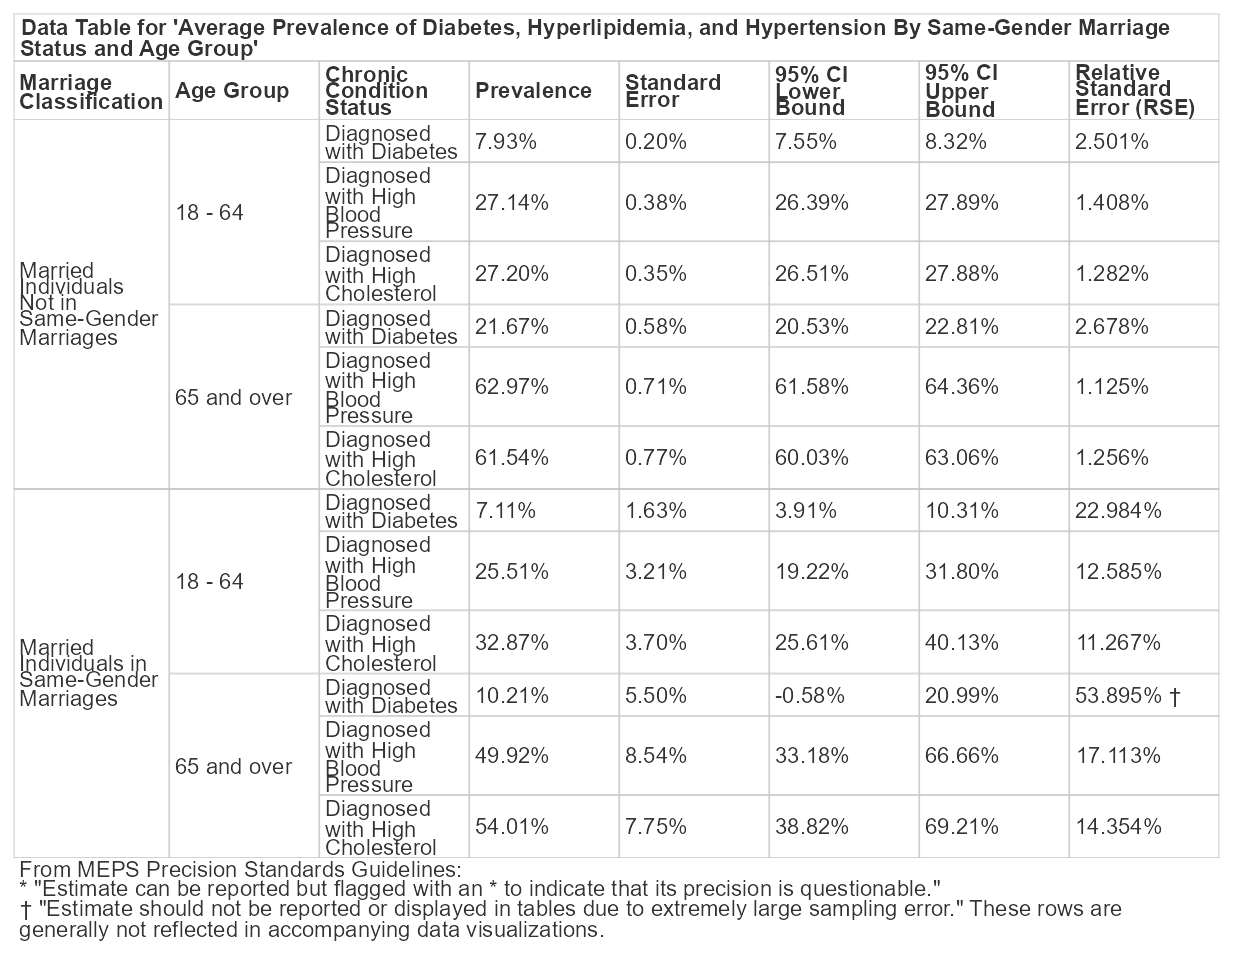 Data Table for 'Average Prevalence of Diabetes, Hyperlipidemia, and Hypertension By Same-Gender Marriage
Status and Age Group'
Marriage
Classification
Age Group
Chronic
Condition
Status
Prevalence
Standard
Error
95% CI
Lower
Bound
95% CI
Upper
Bound
Relative
Standard
Error (RSE)
Married
Individuals
Not in
Same-Gender
Marriages
18 - 64
Diagnosed
with Diabetes
7.93%
0.20%
7.55%
8.32%
2.501%
Diagnosed
with High
Blood
Pressure
27.14%
0.38%
26.39%
27.89%
1.408%
Diagnosed
with High
Cholesterol
27.20%
0.35%
26.51%
27.88%
1.282%
65 and over
Diagnosed
with Diabetes
21.67%
0.58%
20.53%
22.81%
2.678%
Diagnosed
with High
Blood
Pressure
62.97%
0.71%
61.58%
64.36%
1.125%
Diagnosed
with High
Cholesterol
61.54%
0.77%
60.03%
63.06%
1.256%
Married
Individuals in
Same-Gender
Marriages
18 - 64
Diagnosed
with Diabetes
7.11%
1.63%
3.91%
10.31%
22.984%
Diagnosed
with High
Blood
Pressure
25.51%
3.21%
19.22%
31.80%
12.585%
Diagnosed
with High
Cholesterol
32.87%
3.70%
25.61%
40.13%
11.267%
65 and over
Diagnosed
with Diabetes
10.21%
5.50%
-0.58%
20.99%
53.895% †
Diagnosed
with High
Blood
Pressure
49.92%
8.54%
33.18%
66.66%
17.113%
Diagnosed
with High
Cholesterol
54.01%
7.75%
38.82%
69.21%
14.354%
From MEPS Precision Standards Guidelines:
* "Estimate can be reported but flagged with an * to indicate that its precision is questionable."
† "Estimate should not be reported or displayed in tables due to extremely large sampling error." These rows are
generally not reflected in accompanying data visualizations.